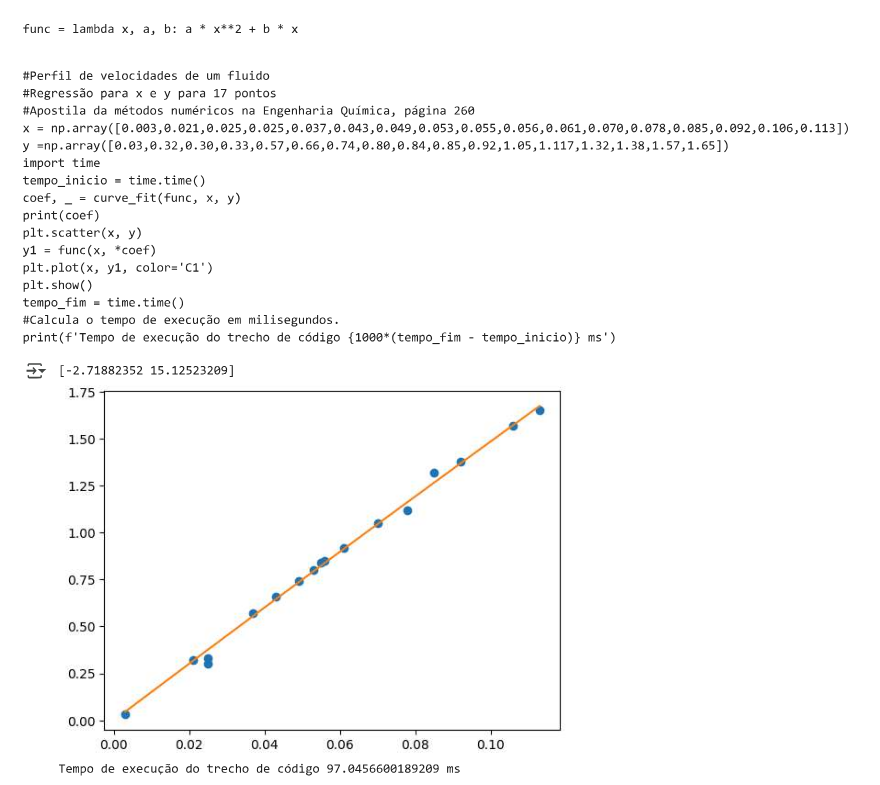 func = lambda x, a, b: a * x**2 + b * x
#Perfil de velocidades de um fluido
#Regressão para x e y para 17 pontos
#Apostila da métodos numéricos na Engenharia Química, página 260
x = np.array([0.003,0.021,0.025,0.025,0.037,0.043,0.049,0.053,0.055,0.056,0.061,0.070,0.078,0.085,0.092,0.106,0.113])
y =np.array([0.03,0.32,0.30,0.33,0.57,0.66,0.74,0.80,0.84,0.85,0.92,1.05,1.117,1.32,1.38,1.57,1.65])
import time
tempo_inicio = time.time()
coef, _ = curve_fit(func, x, y)
print(coef)
plt.scatter(x, y)
y1 = func(x, *coef)
plt.plot(x, y1, color='C1')
plt.show()
tempo_fim = time.time()
#Calcula o tempo de execução em milisegundos.
print(f'Tempo de execução do trecho de código {1000*(tempo_fim - tempo_inicio)} ms')
[-2.71882352 15.12523209]
1.75
1.50
1.25
1.00
0.75
0.50
0.25
0.00
0.00 0.02 0.04 0.06 0.08 0.10
Tempo de execução do trecho de código 97.0456600189209 ms